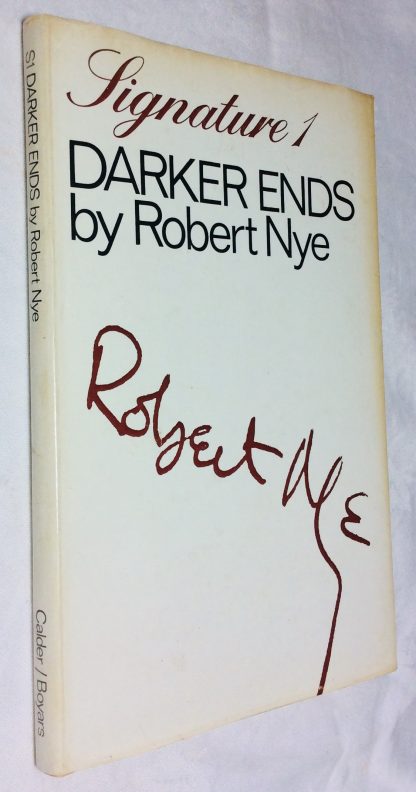 Signature 1
DARKER ENDS
by Robert Nye
Robert Nye
S1 DARKER ENDS by Robert Nye
Calder / Boyars